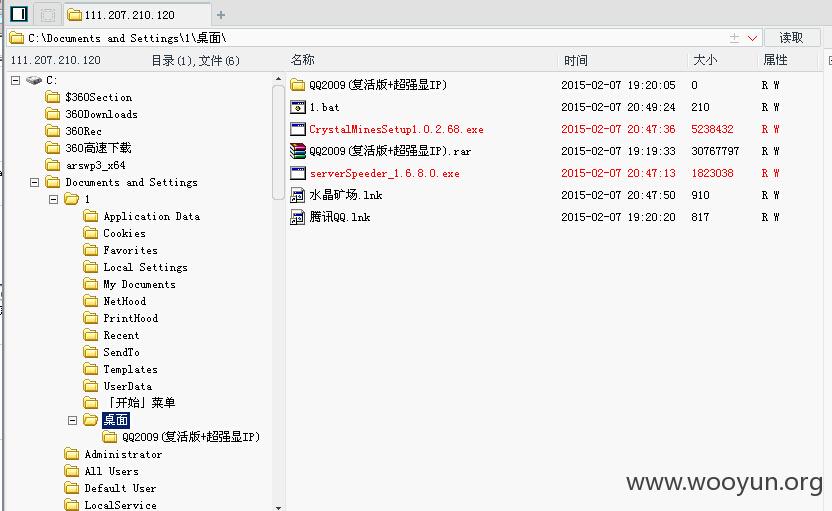 111.207.210.120
C:\Documents and Settings\1\桌面\ 读取
111.207.210.120 目录(1),文件(6) 名称 时间 大小 属性
C:
$360Section
360Downloads
360Rec
360高速下载
arswp3_x64
Documents and Settings
1
Application Data
Cookies
Favorites
Local Settings
My Documents
NetHood
PrintHood
Recent
SendTo
Templates
UserData
「开始」菜单
桌面
QQ2009(复活版+超强显IP)
Administrator
All Users
Default User
LocalService
QQ2009(复活版+超强显IP) 2015-02-07 19:20:05 0 R W
1.bat 2015-02-07 20:49:24 210 R W
CrystalMinesSetup1.0.2.68.exe 2015-02-07 20:47:36 5238432 R W
QQ2009(复活版+超强显IP).rar 2015-02-07 19:19:33 30767797 R W
serverSpeeder_1.6.8.0.exe 2015-02-07 20:47:13 1823038 R W
水晶矿场.lnk 2015-02-07 20:47:50 910 R W
腾讯QQ.lnk 2015-02-07 19:20:20 817 R W
www.wooyun.org